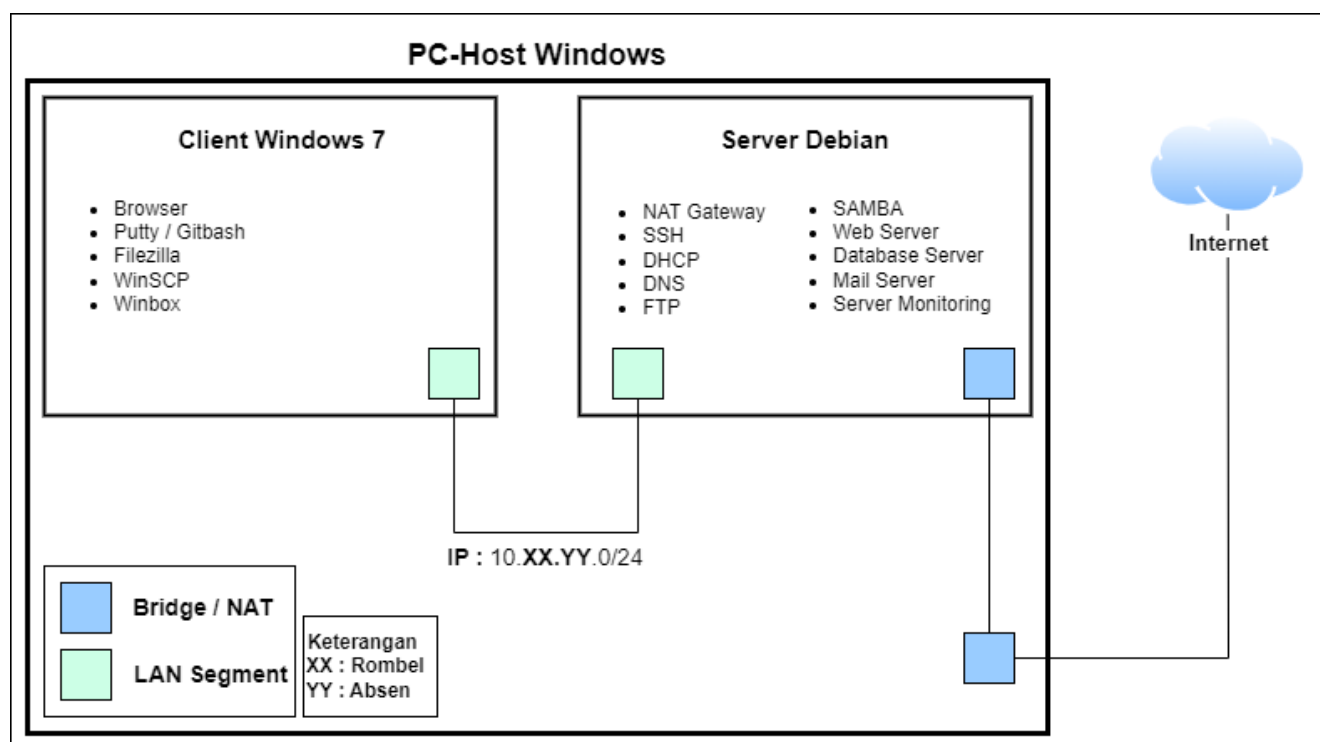 PC-Host Windows
Client Windows 7
Browser
Putty / Gitbash
Filezilla
WinSCP
Winbox
Server Debian
NAT Gateway
SSH
DHCP
DNS
FTP
SAMBA
Web Server
Database Server
Mail Server
Server Monitoring
Internet
IP : 10.XX.YY.0/24
Bridge / NAT
LAN Segment
Keterangan
XX : Rombel
YY : Absen